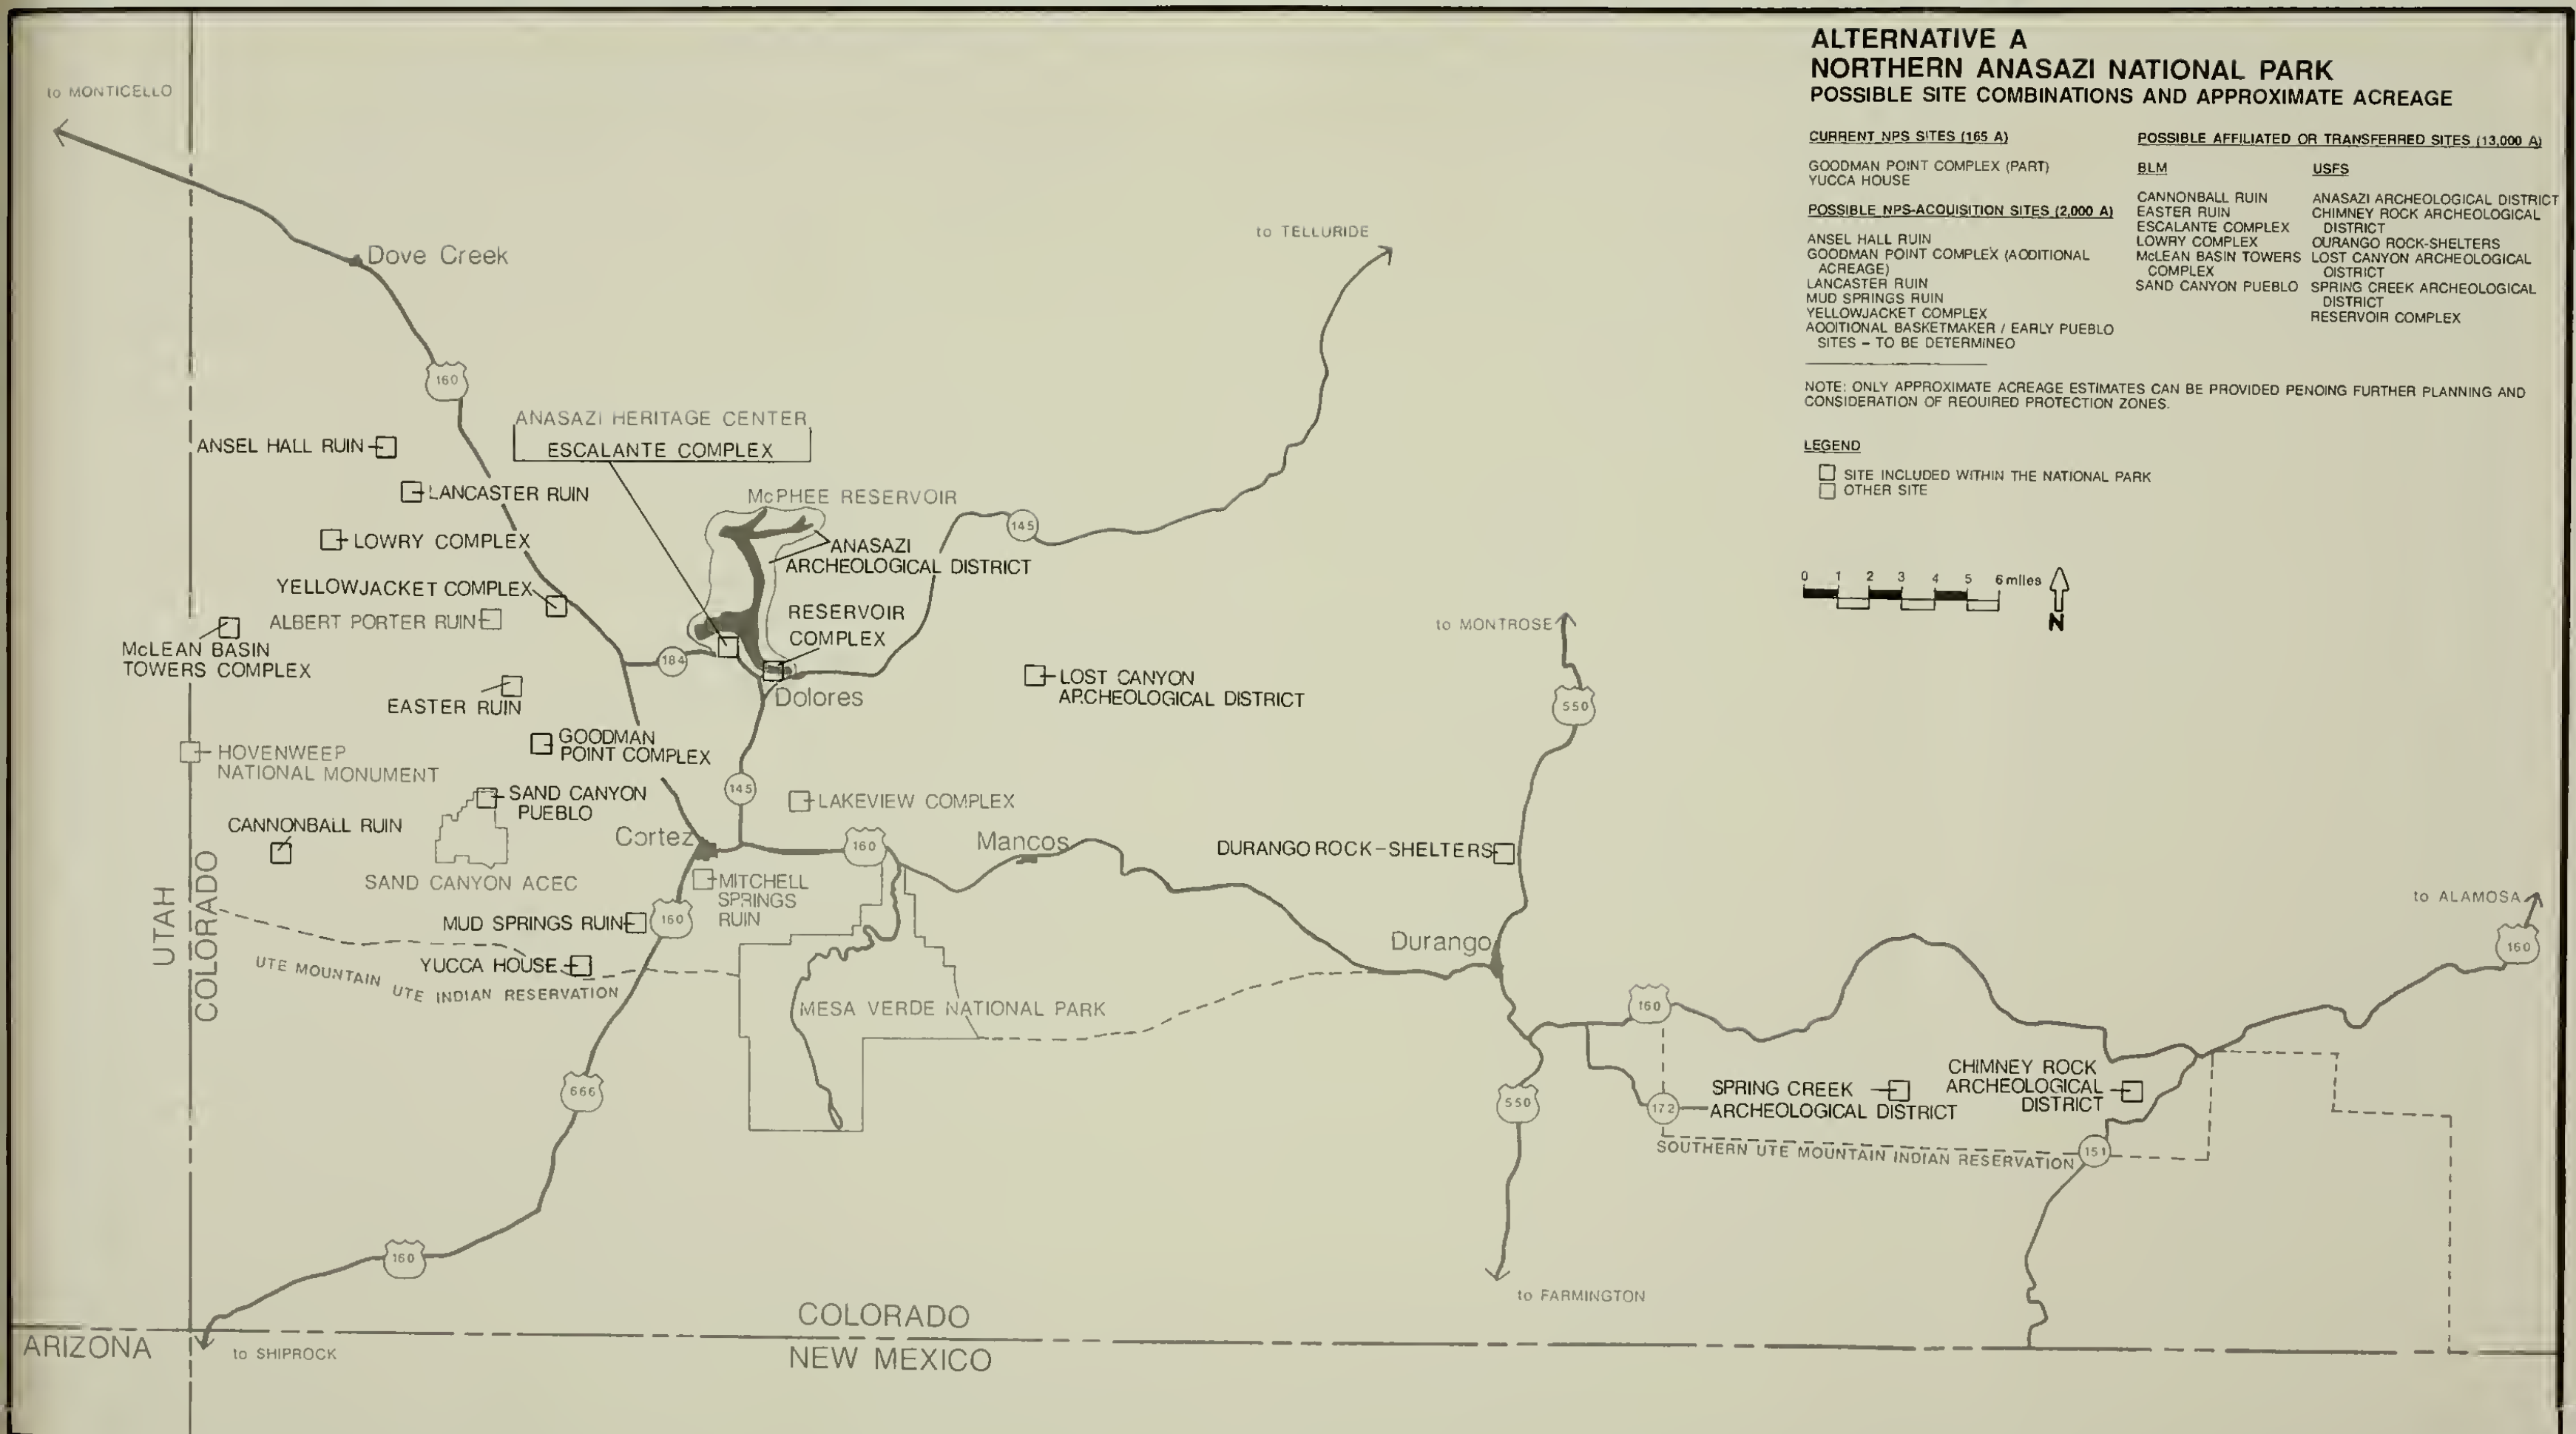 ALTERNATIVE A
NORTHERN ANASAZI NATIONAL PARK
POSSIBLE SITE COMBINATIONS AND APPROXIMATE ACREAGE
CURRENT NPS SITES (165 A)
GOODMAN POINT COMPLEX (PART)
YUCCA HOUSE
POSSIBLE NPS-ACQUISITION SITES (2,000 A)
ANSEL HALL RUIN
GOODMAN POINT COMPLEX (AODITIONAL
ACREAGE)
LANCASTER RUIN
MUD SPRINGS RUIN
YELLOWJACKET COMPLEX
AOOITIONAL BASKETMAKER / EARLY PUEBLO
SITES – TO BE DETERMINEO
POSSIBLE AFFILIATED OR TRANSFERRED SITES (13,000 A)
BLM
CANNONBALL RUIN
EASTER RUIN
ESCALANTE COMPLEX
LOWRY COMPLEX
McLEAN BASIN TOWERS
COMPLEX
SAND CANYON PUEBLO
USFS
ANASAZI ARCHEOLOGICAL DISTRICT
CHIMNEY ROCK ARCHEOLOGICAL
DISTRICT
OURANGO ROCK-SHELTERS
LOST CANYON ARCHEOLOGICAL
OISTRICT
SPRING CREEK ARCHEOLOGICAL
DISTRICT
RESERVOIR COMPLEX
NOTE: ONLY APPROXIMATE ACREAGE ESTIMATES CAN BE PROVIDED PENOING FURTHER PLANNING AND
CONSIDERATION OF REOUIRED PROTECTION ZONES.
LEGEND
SITE INCLUDED WITHIN THE NATIONAL PARK
OTHER SITE
0 1 2 3 4 5 6 miles
N
to MONTICELLO
Dove Creek
to TELLURIDE
160
ANASAZI HERITAGE CENTER
ESCALANTE COMPLEX
ANSEL HALL RUIN
LANCASTER RUIN
McPHEE RESERVOIR
145
LOWRY COMPLEX
ANASAZI
ARCHEOLOGICAL DISTRICT
YELLOWJACKET COMPLEX
ALBERT PORTER RUIN
RESERVOIR
COMPLEX
to MONTROSE
McLEAN BASIN
TOWERS COMPLEX
184
LOST CANYON
ARCHEOLOGICAL DISTRICT
Dolores
EASTER RUIN
550
GOODMAN
POINT COMPLEX
HOVENWEEP
NATIONAL MONUMENT
SAND CANYON
PUEBLO
145
LAKEVIEW COMPLEX
CANNONBALL RUIN
Cortez
160
Mancos
DURANGO ROCK-SHELTERS
SAND CANYON ACEC
MITCHELL
SPRINGS
RUIN
UTAH
COLORADO
MUD SPRINGS RUIN
160
to ALAMOSA
160
Durango
YUCCA HOUSE
UTE MOUNTAIN UTE INDIAN RESERVATION
MESA VERDE NATIONAL PARK
160
666
550
172
SPRING CREEK
ARCHEOLOGICAL DISTRICT
CHIMNEY ROCK
ARCHEOLOGICAL
DISTRICT
SOUTHERN UTE MOUNTAIN INDIAN RESERVATION
151
160
to FARMINGTON
COLORADO
ARIZONA
to SHIPROCK
NEW MEXICO